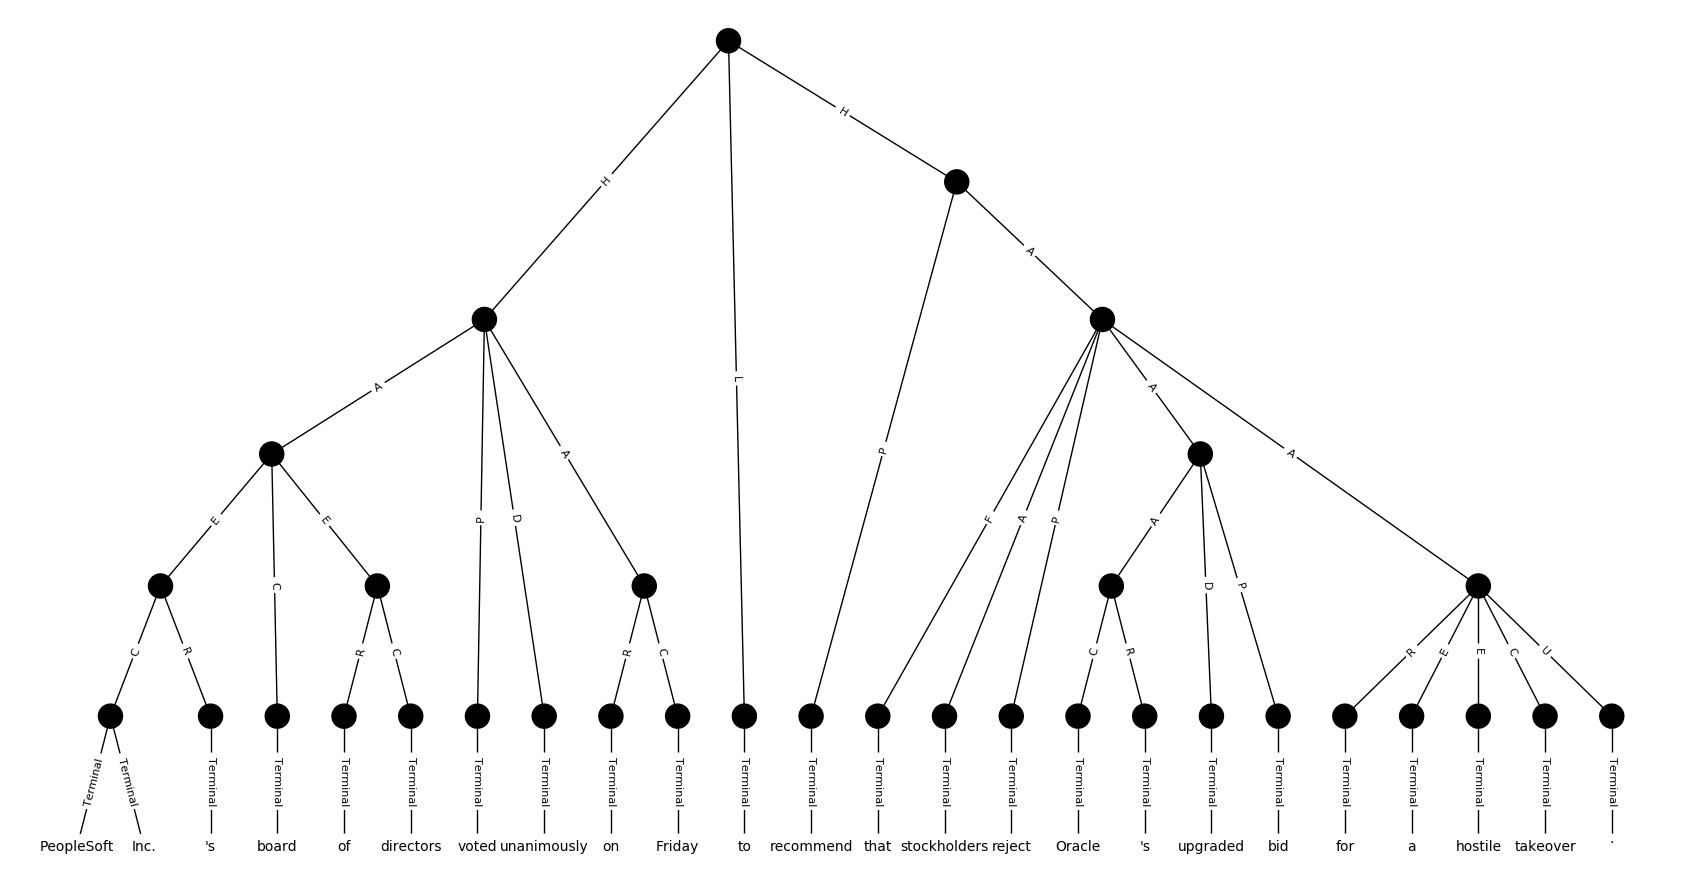 H
H
A
A
L
A
D
A
P
A
A
E
E
P
F
A
P
A
C
D
P
C
R
R
C
R
C
C
R
R
E
E
C
U
Terminal Terminal Terminal Terminal Terminal Terminal Terminal Terminal Terminal Terminal Terminal Terminal Terminal Terminal Terminal Terminal Terminal Terminal Terminal Terminal Terminal Terminal Terminal Terminal
PeopleSoft Inc. 's board of directors voted unanimously on Friday to recommend that stockholders reject Oracle 's upgraded bid for a hostile takeover .